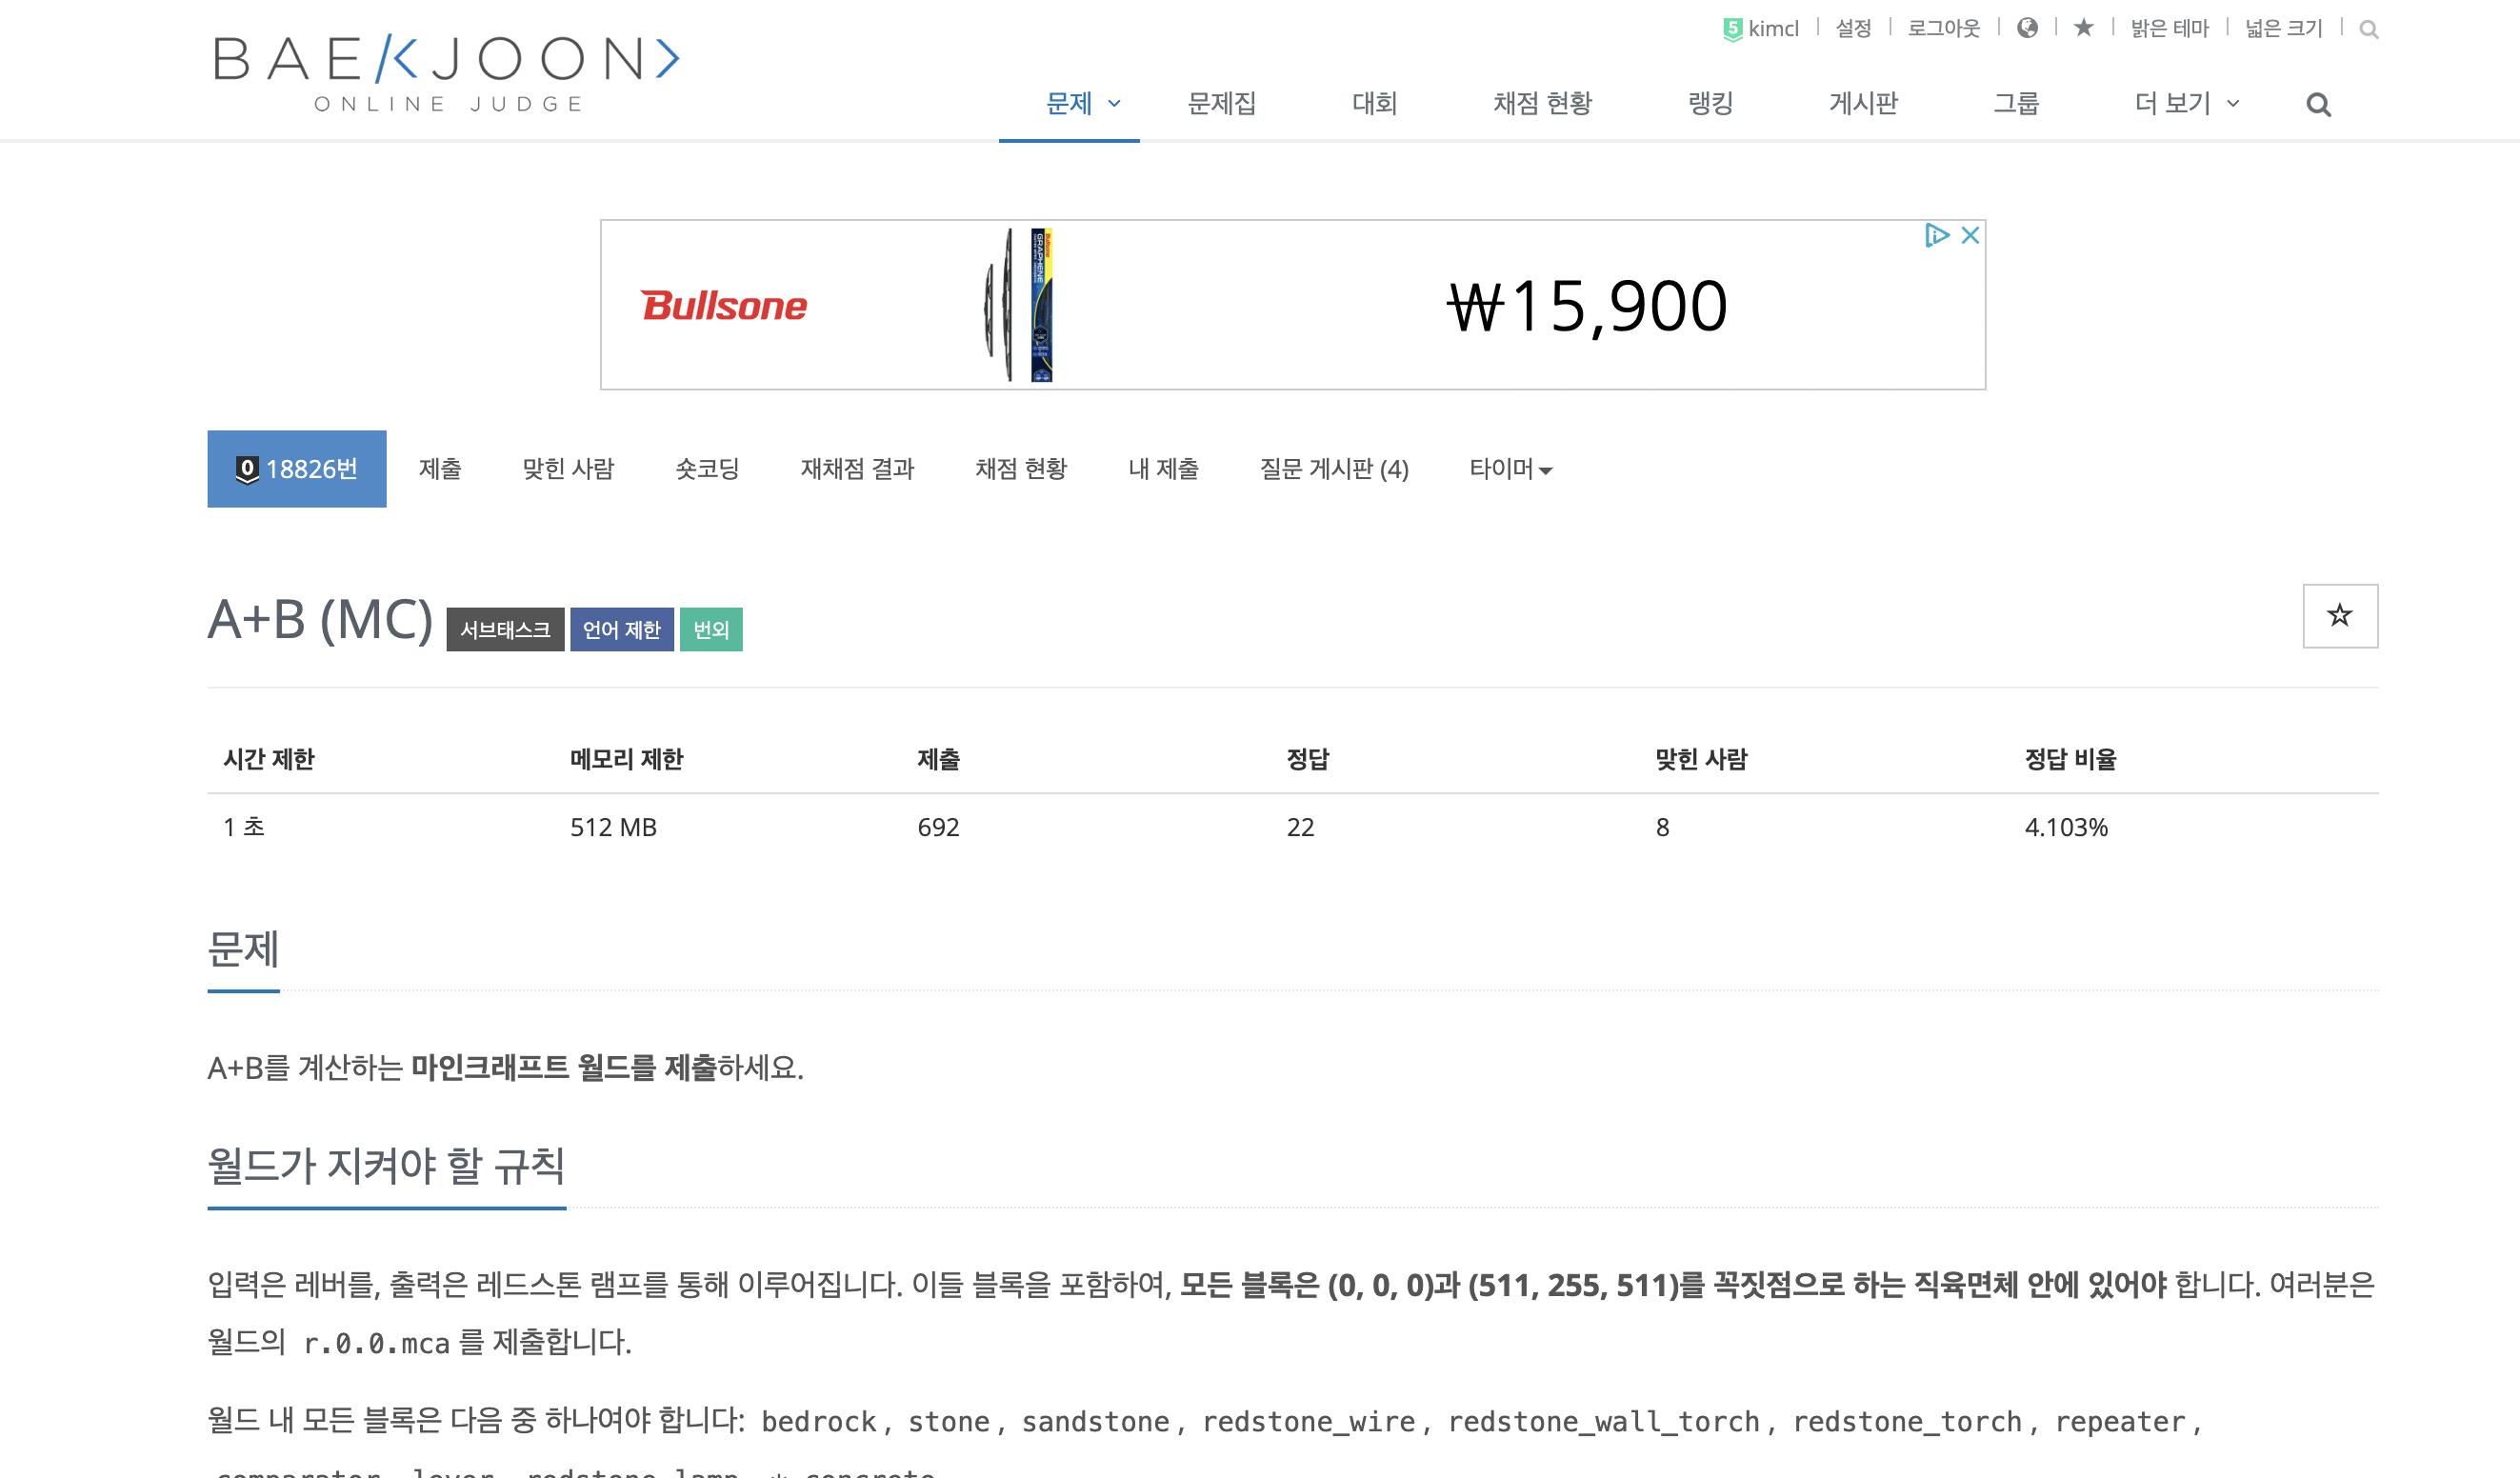 BAEKJOON>
ONLINE JUDGE
5 kimcl 설정 로그아웃 밝은 테마 넓은 크기
문제 문제집 대회 채점 현황 랭킹 게시판 그룹 더 보기
Bullsone ₩15,900
0 18826번 제출 맞힌 사람 숏코딩 재채점 결과 채점 현황 내 제출 질문 게시판 (4) 타이머
A+B (MC) 서브태스크 언어 제한 번외
시간 제한 메모리 제한 제출 정답 맞힌 사람 정답 비율
1 초 512 MB 692 22 8 4.103%
문제
A+B를 계산하는 마인크래프트 월드를 제출하세요.
월드가 지켜야 할 규칙
입력은 레버를, 출력은 레드스톤 램프를 통해 이루어집니다. 이들 블록을 포함하여, 모든 블록은 (0, 0, 0)과 (511, 255, 511)를 꼭짓점으로 하는 직육면체 안에 있어야 합니다. 여러분은
월드의 r.0.0.mca 를 제출합니다.
월드 내 모든 블록은 다음 중 하나여야 합니다: bedrock, stone, sandstone, redstone_wire, redstone_wall_torch, redstone_torch, repeater,
comparator, lever, redstone_lamp, *_concrete